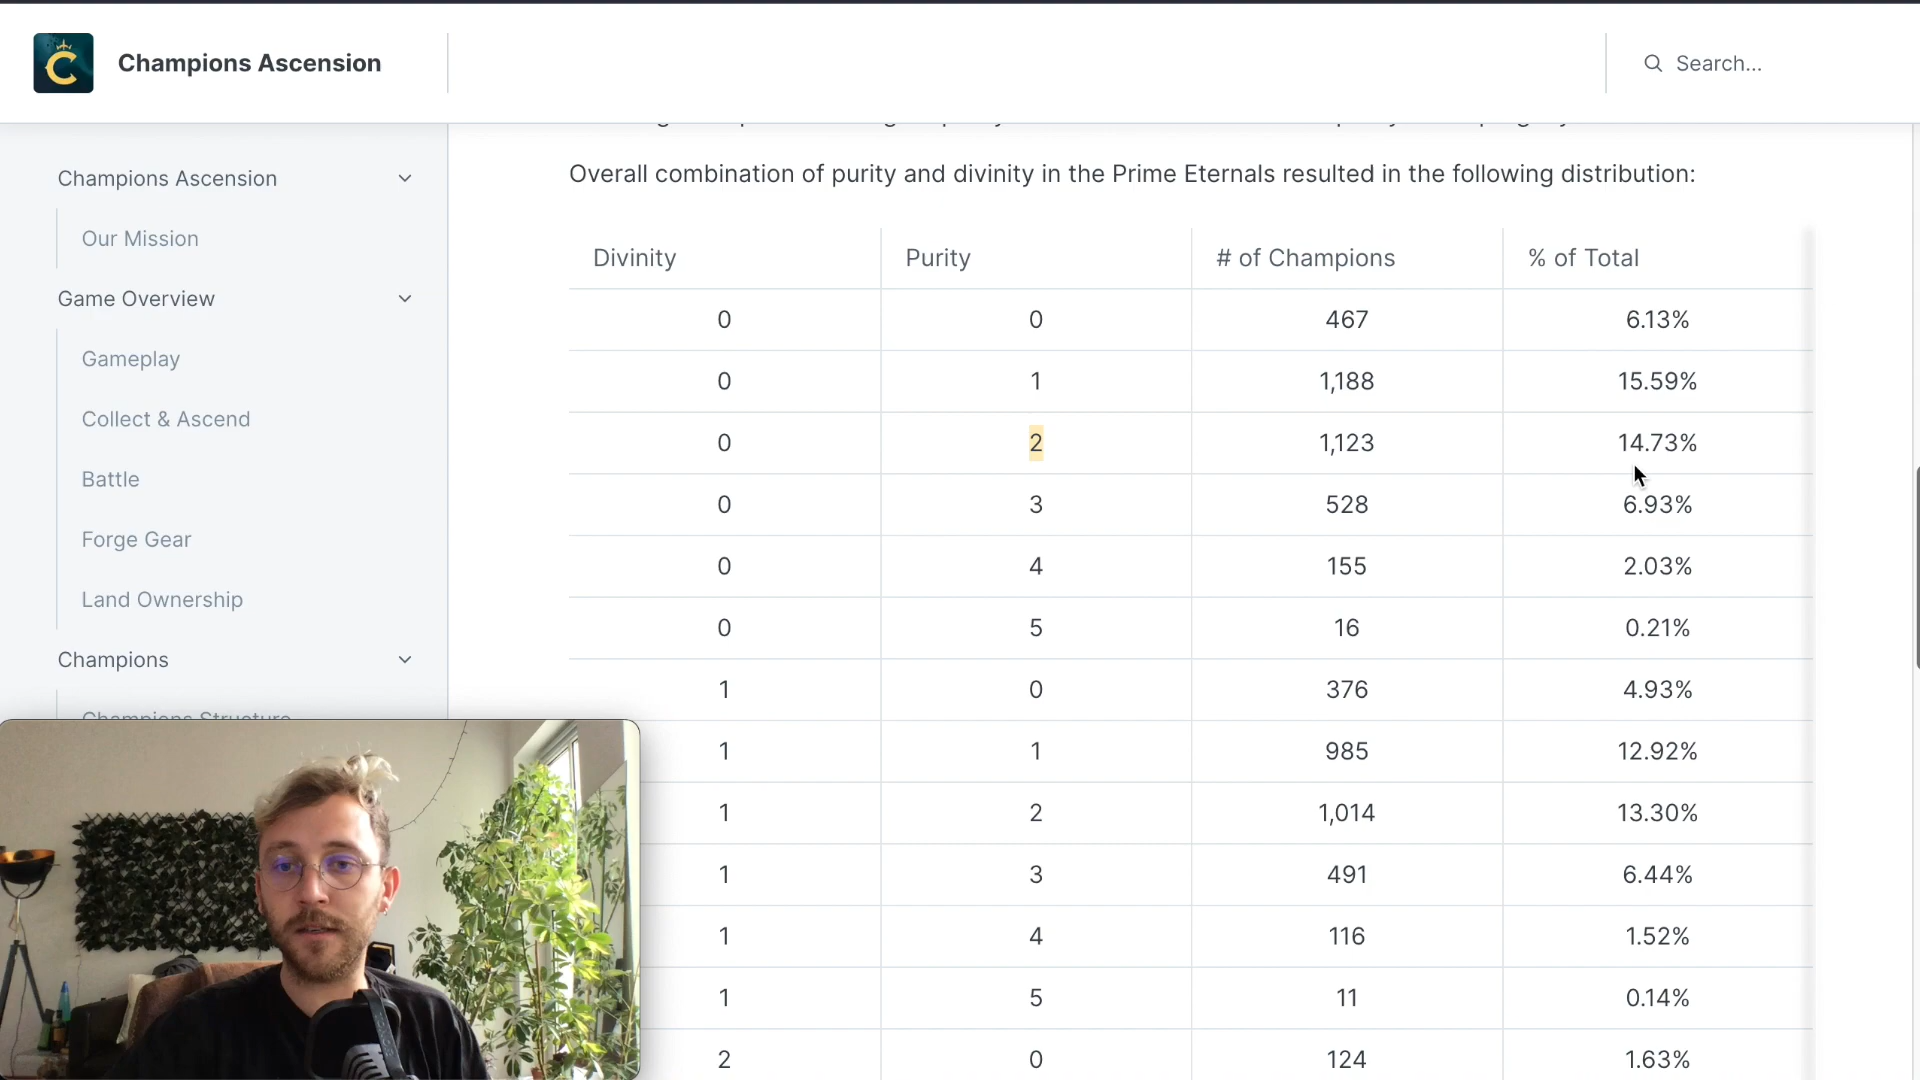 Champions Ascension
Search...
Champions Ascension
Our Mission
Game Overview
Gameplay
Collect & Ascend
Battle
Forge Gear
Land Ownership
Champions
Champions Structure
Overall combination of purity and divinity in the Prime Eternals resulted in the following distribution:
Divinity Purity # of Champions % of Total
0 0 467 6.13%
0 1 1,188 15.59%
0 2 1,123 14.73%
0 3 528 6.93%
0 4 155 2.03%
0 5 16 0.21%
1 0 376 4.93%
1 1 985 12.92%
1 2 1,014 13.30%
1 3 491 6.44%
1 4 116 1.52%
1 5 11 0.14%
2 0 124 1.63%